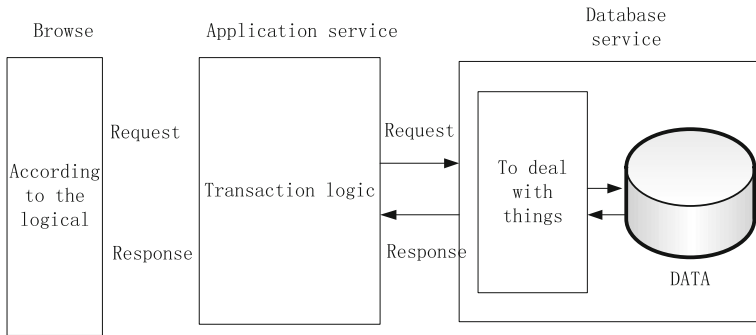 Browse
Application service
Database
service
According
to the
logical
Request
Response
Transaction logic
Request
Response
To deal
with
things
DATA